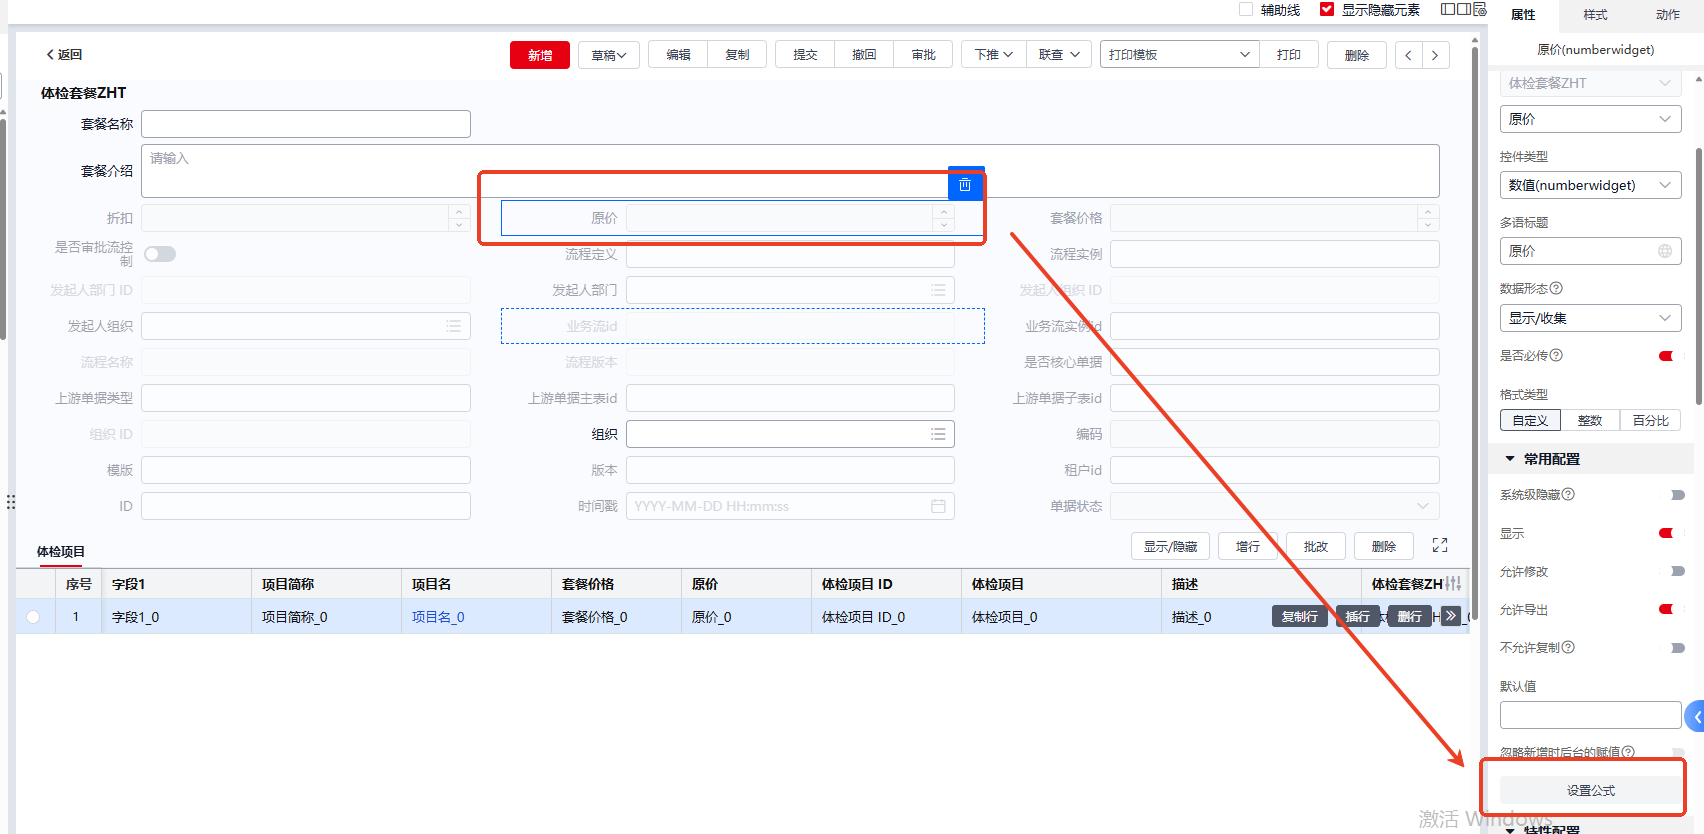 辅助线 显示隐藏元素 属性 样式 动作
返回 新增 草稿 编辑 复制 提交 撤回 审批 下推 联查 打印模板 打印 删除
原价(numberwidget)
体检套餐ZHT
体检套餐ZHT
套餐名称
原价
控件类型
套餐介绍 请输入
数值(numberwidget)
折扣 原价 套餐价格
多语标题
是否审批流控
制
流程定义 流程实例
原价
发起人部门 ID 发起人部门 发起人组织 ID
数据形态
发起人组织 业务流id 业务流实例id
显示/收集
流程名称 流程版本 是否核心单据
是否必传
上游单据类型 上游单据主表id 上游单据子表id
格式类型
自定义 整数 百分比
组织 ID 组织 编码
常用配置
模版 版本 租户id
系统级隐藏
ID 时间戳 YYYY-MM-DD HH:mm:ss 单据状态
显示
体检项目 显示/隐藏 增行 批改 删除
允许修改
序号 字段1 项目简称 项目名 套餐价格 原价 体检项目 ID 体检项目 描述 体检套餐ZH
允许导出
1 字段1_0 项目简称_0 项目名_0 套餐价格_0 原价_0 体检项目 ID_0 体检项目_0 描述_0 复制行 插行 删行
不允许复制
默认值
忽略新增时后台的赋值
设置公式
激活 Windows
特性配置